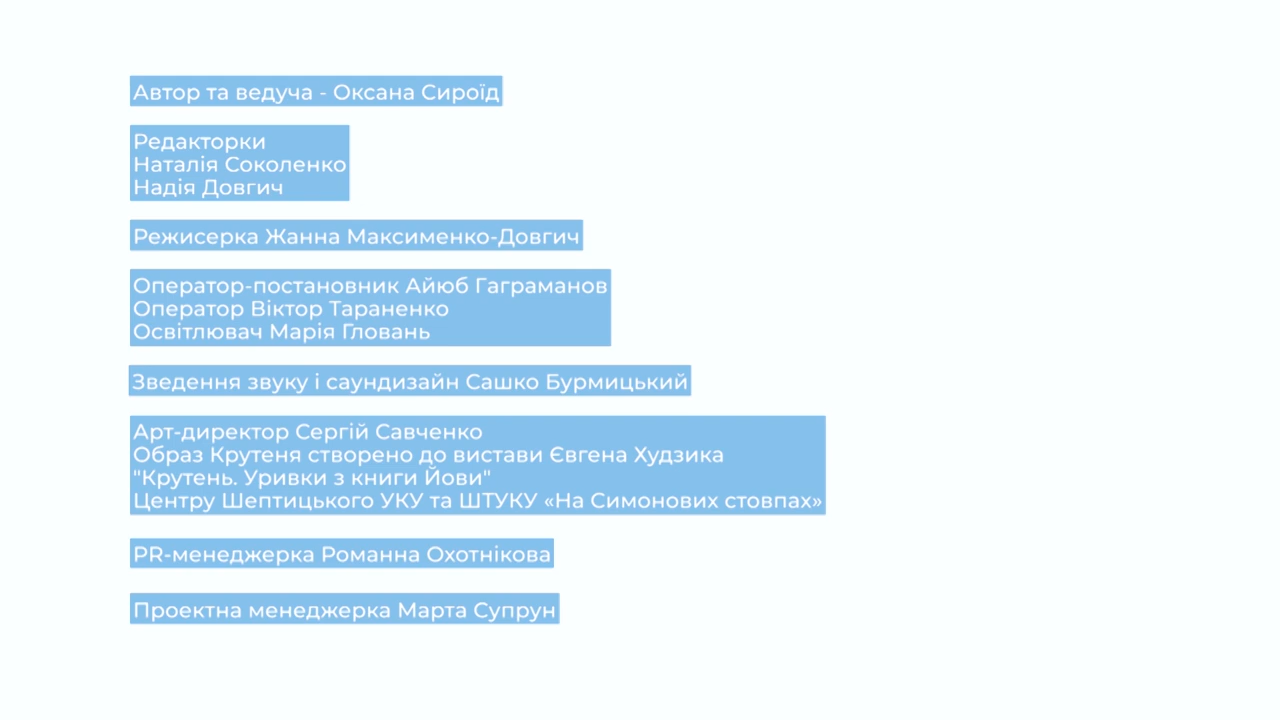 Автор та ведуча - Оксана Сироїд
Редакторки
Наталія Соколенко
Надія Довгич
Режисерка Жанна Максименко-Довгич
Оператор-постановник Айюб Гаграманов
Оператор Віктор Тараненко
Освітлювач Марія Гловань
Зведення звуку і саундизайн Сашко Бурмицький
Арт-директор Сергій Савченко
Образ Крутеня створено до вистави Євгена Худзика
"Крутень. Уривки з книги Йови"
Центру Шептицького УКУ та ШТУКУ «На Симонових стовпах»
PR-менеджерка Романна Охотнікова
Проектна менеджерка Марта Супрун